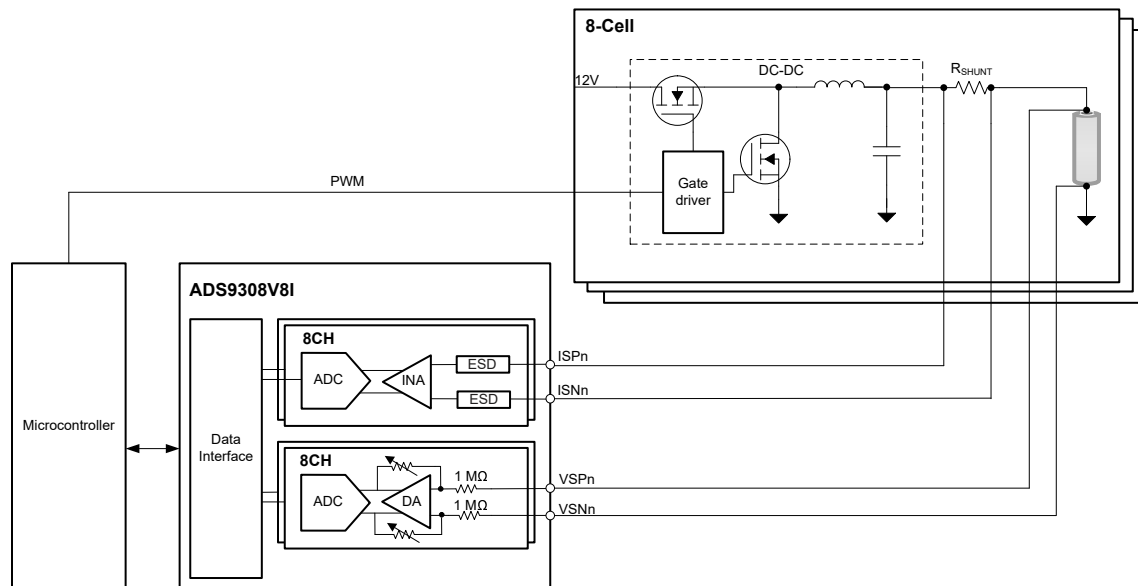 8-Cell
DC-DC
12V
RSHUNT
Gate
driver
PWM
Microcontroller
ADS9308V8I
Data
Interface
8CH
ADC
INA
ESD
ESD
ISPn
ISNn
8CH
ADC
DA
1 MΩ
1 MΩ
VSPn
VSNn